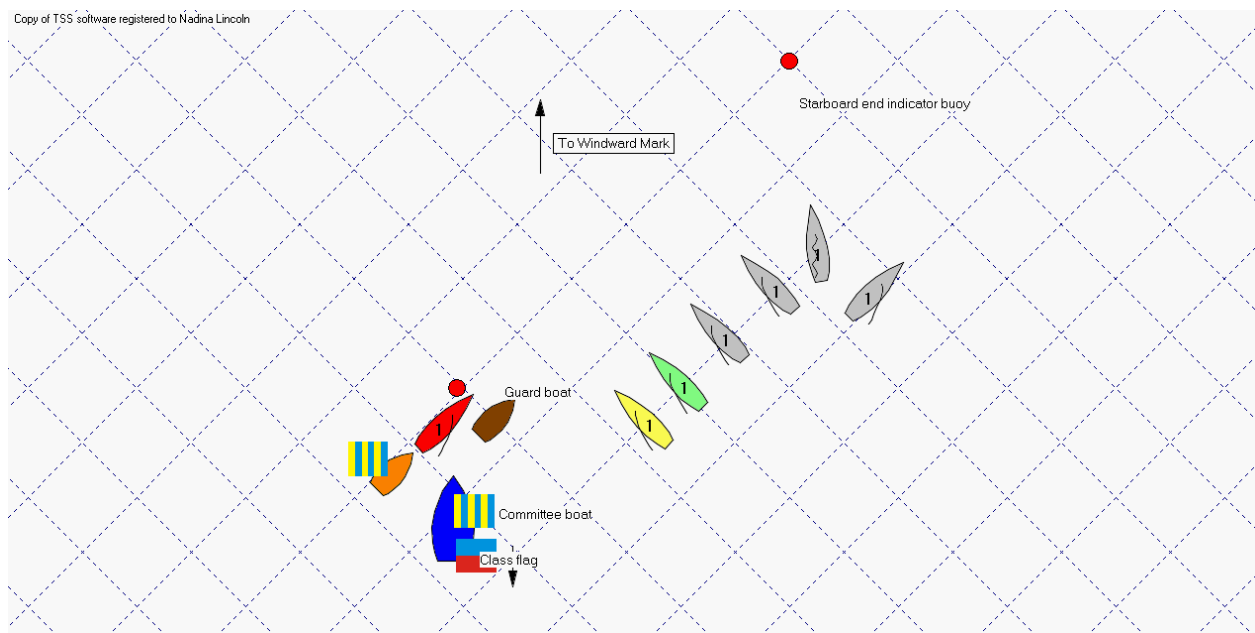 Copy of TSS software registered to Nadina Lincoln
Starboard end indicator buoy
To Windward Mark
1
1
1
1
Guard boat
1
1
1
Committee boat
Class flag